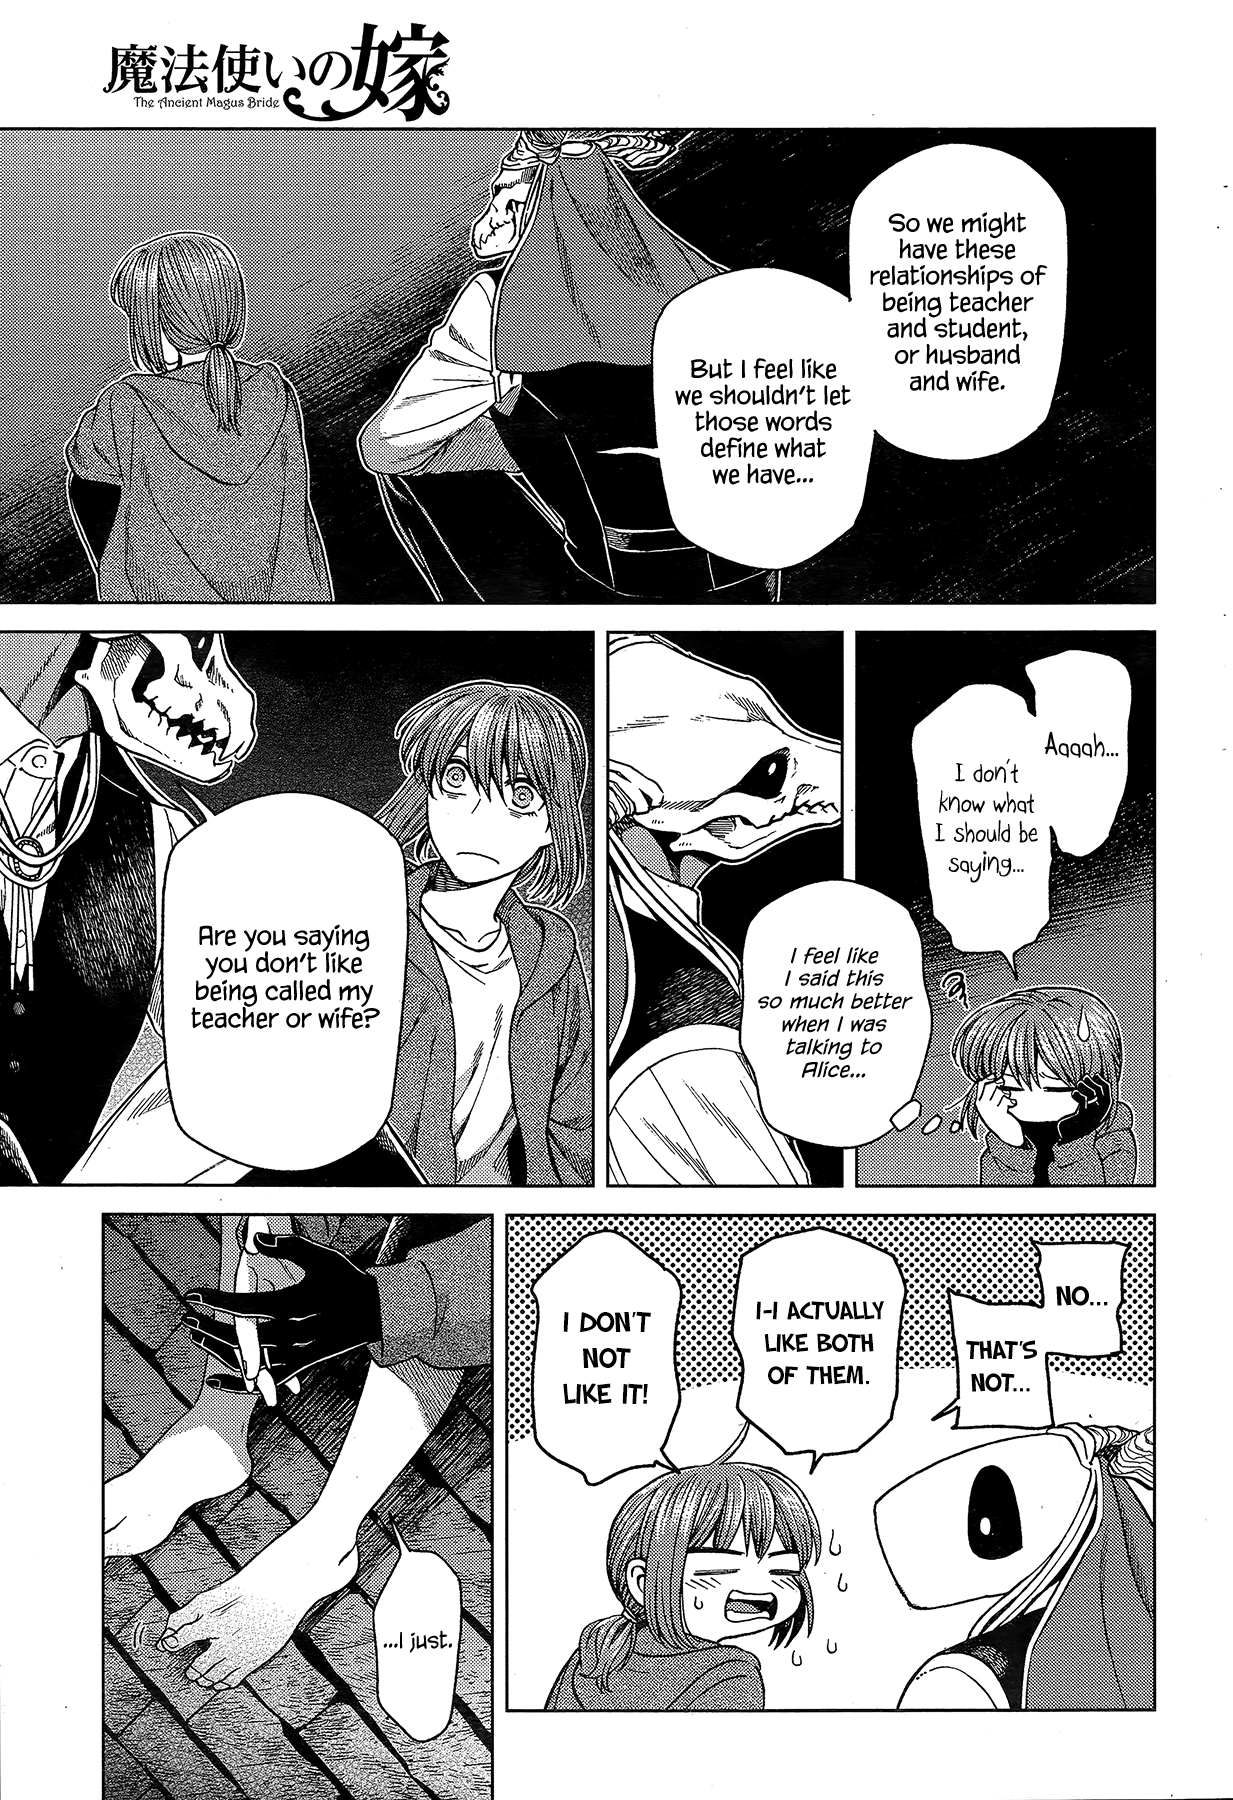 魔法使いの嫁
The Ancient Magus Bride
So we might
have these
relationships of
being teacher
and student,
or husband
and wife.
But I feel like
we shouldn't let
those words
define what
we have...
Aaaah...
I don't
know what
I should be
saying...
I feel like
I said this
so much better
when I was
talking to
Alice...
Are you saying
you don't like
being called my
teacher or wife?
NO...
THAT'S
NOT...
I-I ACTUALLY
LIKE BOTH
OF THEM.
I DON'T
NOT
LIKE IT!
...I just.